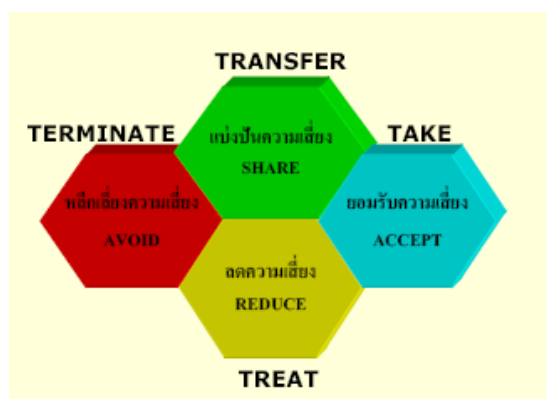 TRANSFER
TERMINATE
TAKE
แบ่งปันความเสี่ยง
SHARE
หลีกเลี่ยงความเสี่ยง
AVOID
ยอมรับความเสี่ยง
ACCEPT
ลดความเสี่ยง
REDUCE
TREAT